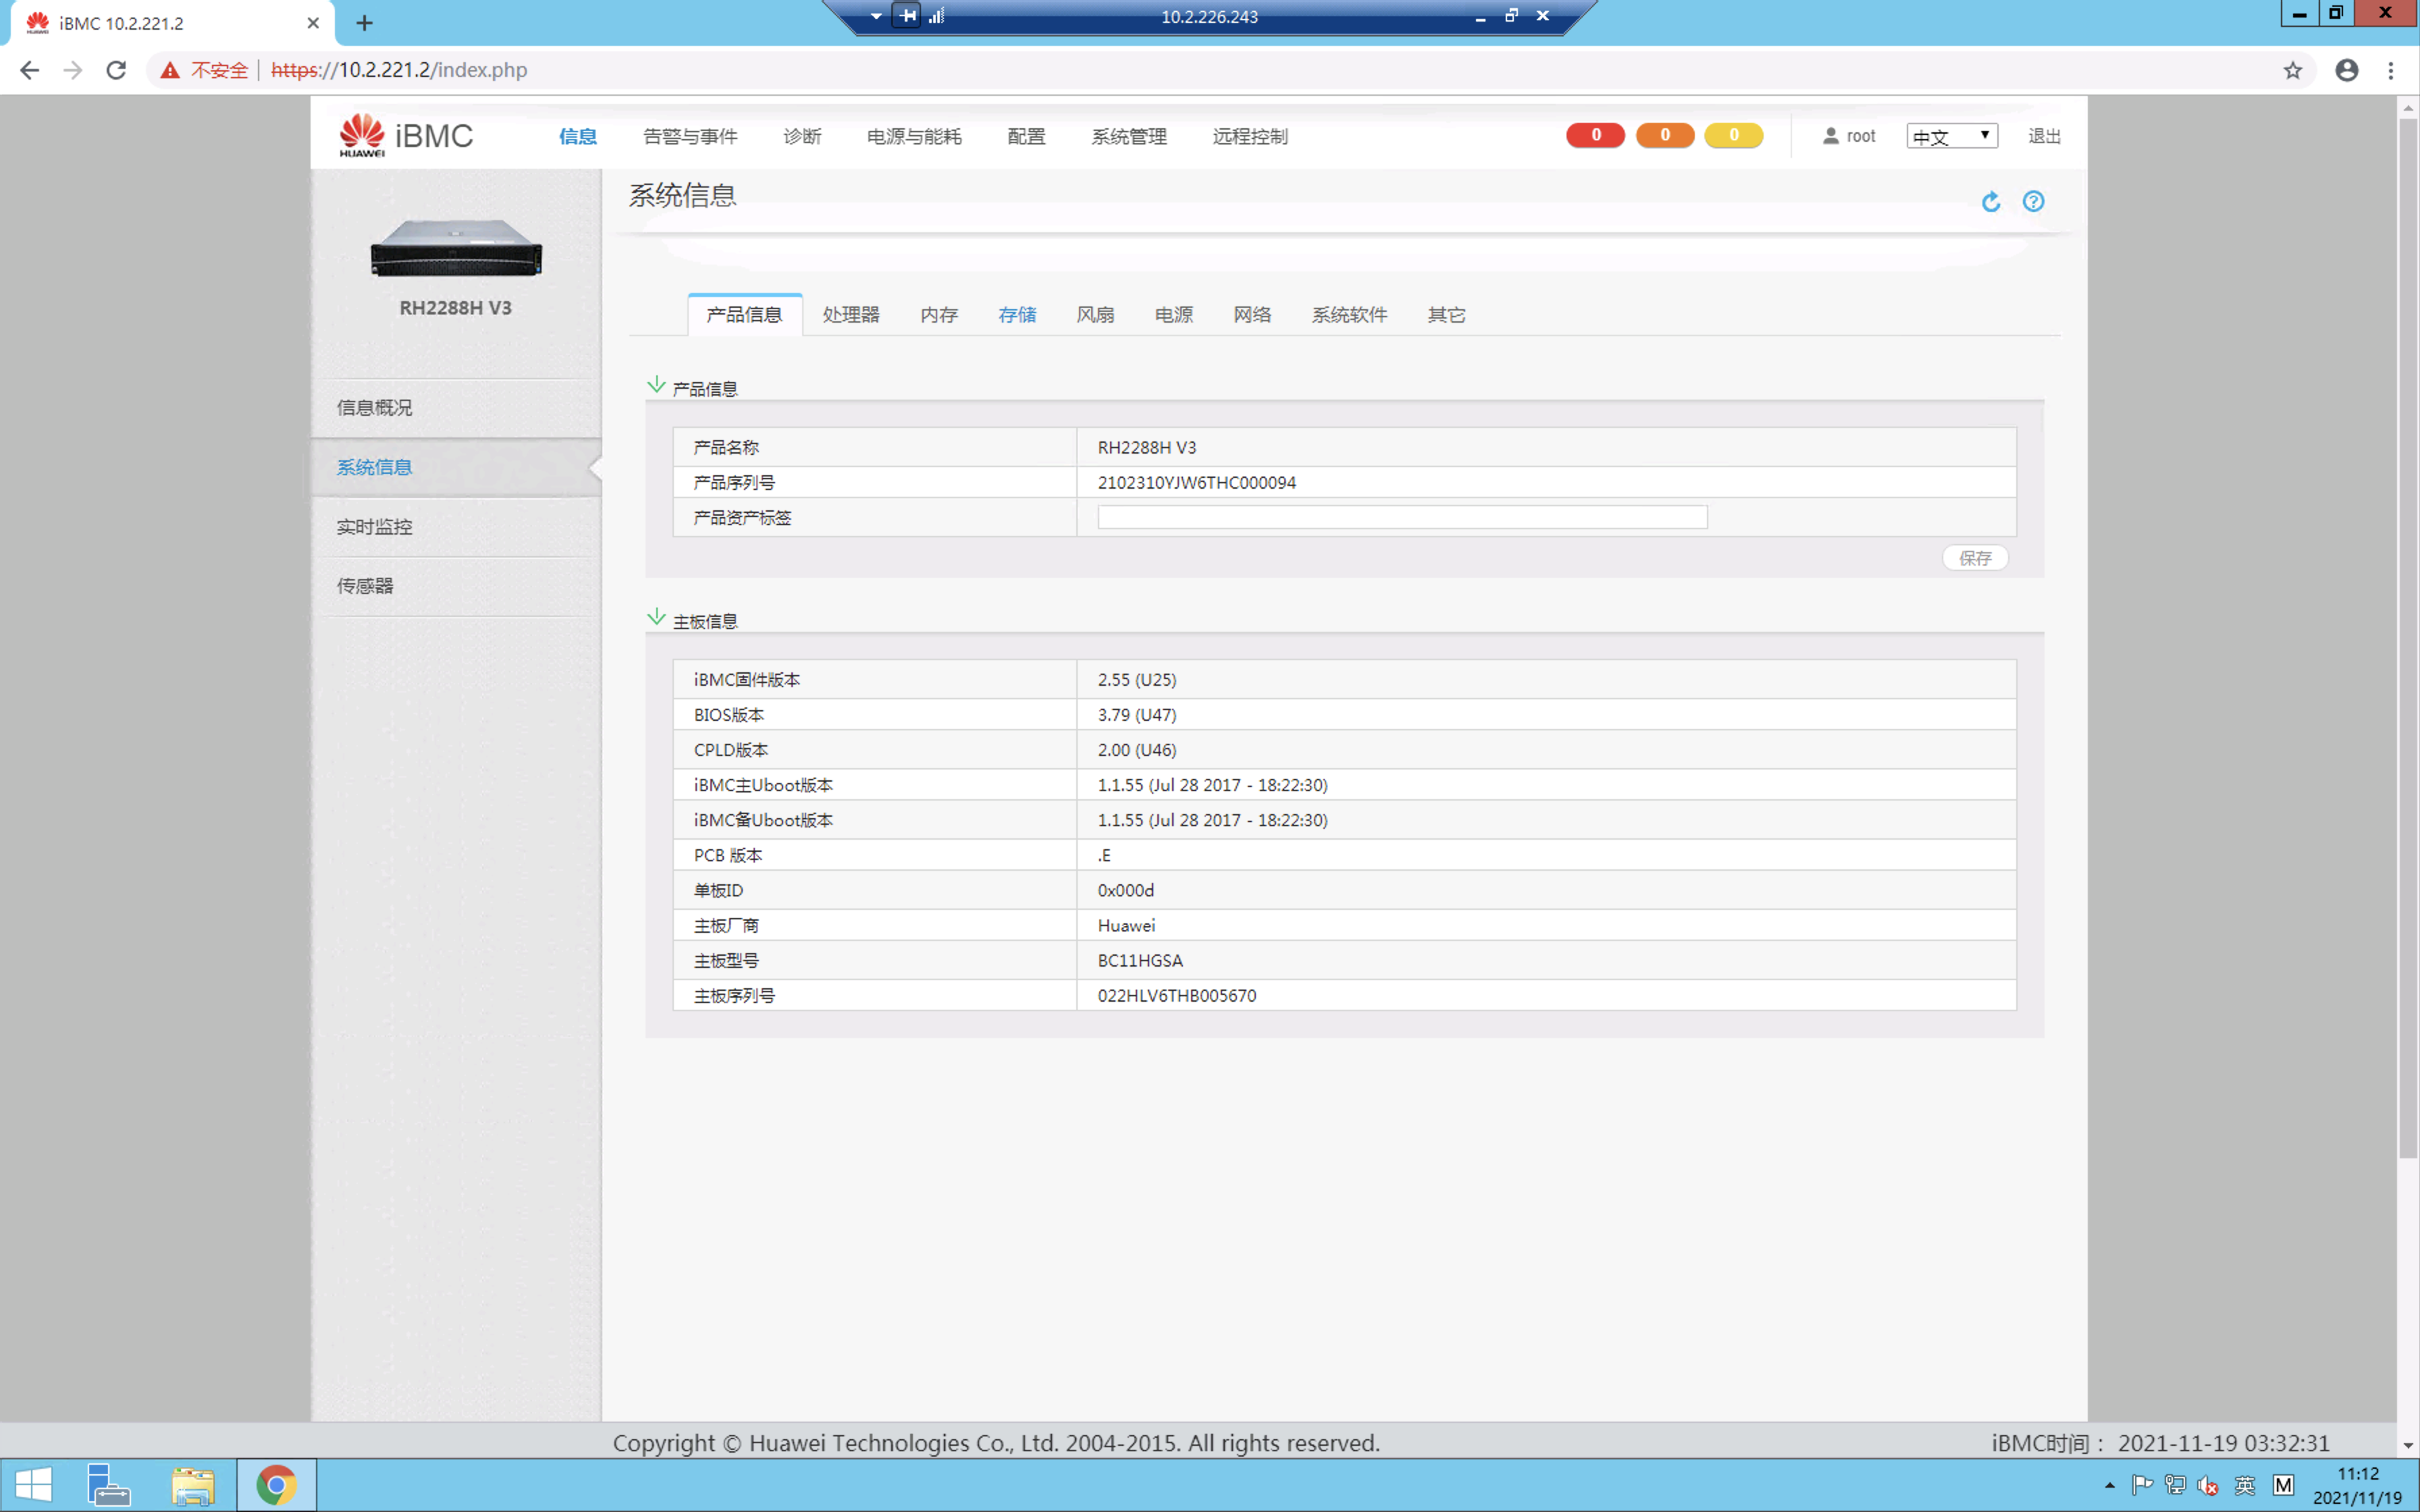 iBMC 10.2.221.2
10.2.226.243
不安全 https://10.2.221.2/index.php
HUAWEI iBMC 信息 告警与事件 诊断 电源与能耗 配置 系统管理 远程控制 0 0 0 root 中文 退出
系统信息
RH2288H V3
信息概况
系统信息
实时监控
传感器
产品信息 处理器 内存 存储 风扇 电源 网络 系统软件 其它
产品信息
产品名称 RH2288H V3
产品序列号 2102310YJW6THC000094
产品资产标签
保存
主板信息
iBMC固件版本 2.55 (U25)
BIOS版本 3.79 (U47)
CPLD版本 2.00 (U46)
iBMC主Uboot版本 1.1.55 (Jul 28 2017 - 18:22:30)
iBMC备Uboot版本 1.1.55 (Jul 28 2017 - 18:22:30)
PCB 版本 .E
单板ID 0x000d
主板厂商 Huawei
主板型号 BC11HGSA
主板序列号 022HLV6THB005670
Copyright © Huawei Technologies Co., Ltd. 2004-2015. All rights reserved. iBMC时间： 2021-11-19 03:32:31
英 M 11:12
2021/11/19